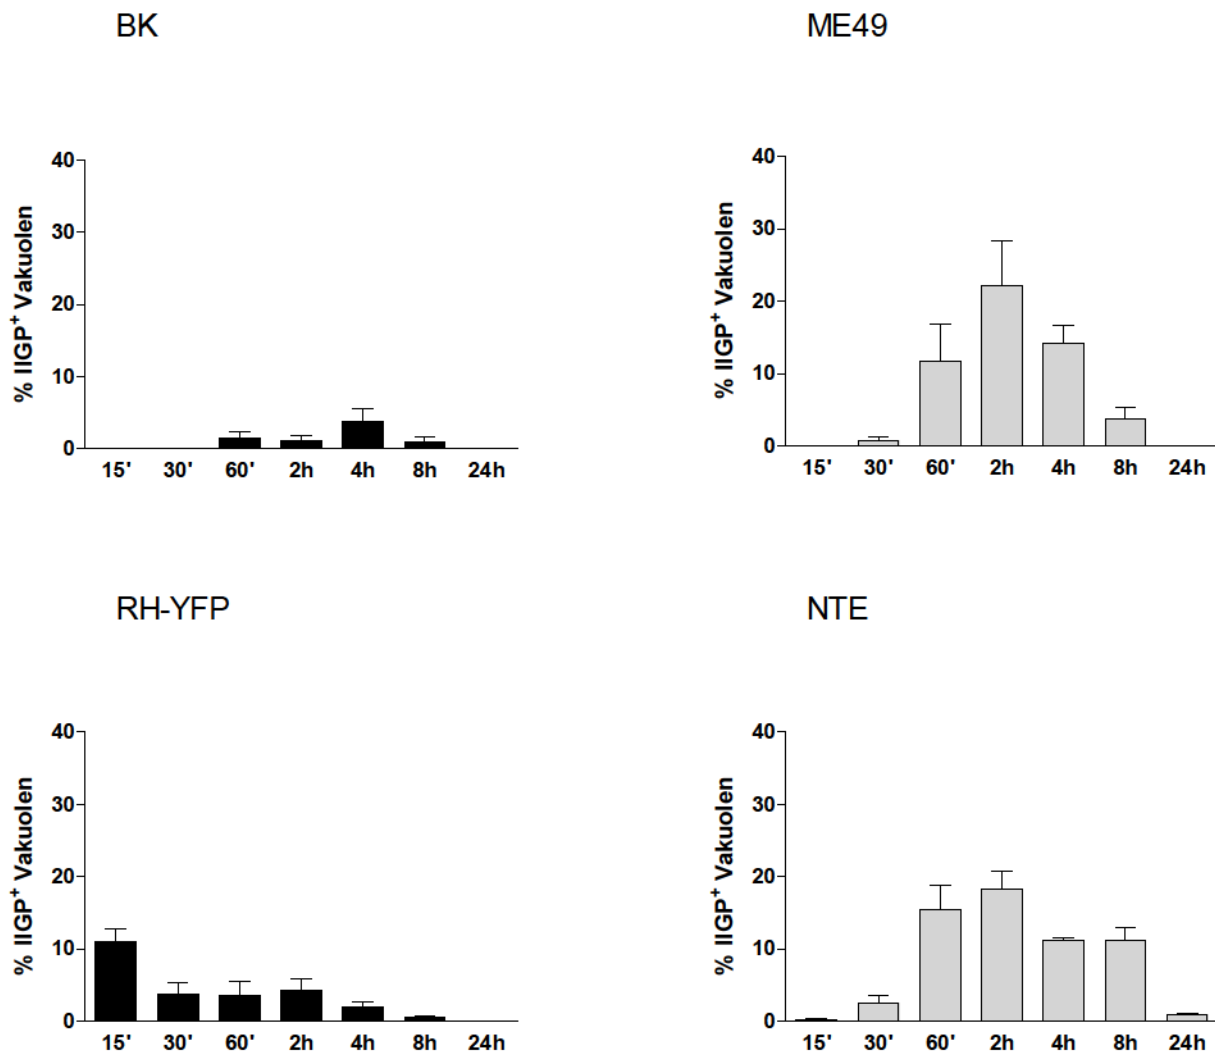 BK
ME49
% IIGP+ Vakuolen
40
30
20
10
0
15' 30' 60' 2h 4h 8h 24h
% IIGP+ Vakuolen
40
30
20
10
0
15' 30' 60' 2h 4h 8h 24h
RH-YFP
NTE
% IIGP+ Vakuolen
40
30
20
10
0
15' 30' 60' 2h 4h 8h 24h
% IIGP+ Vakuolen
40
30
20
10
0
15' 30' 60' 2h 4h 8h 24h